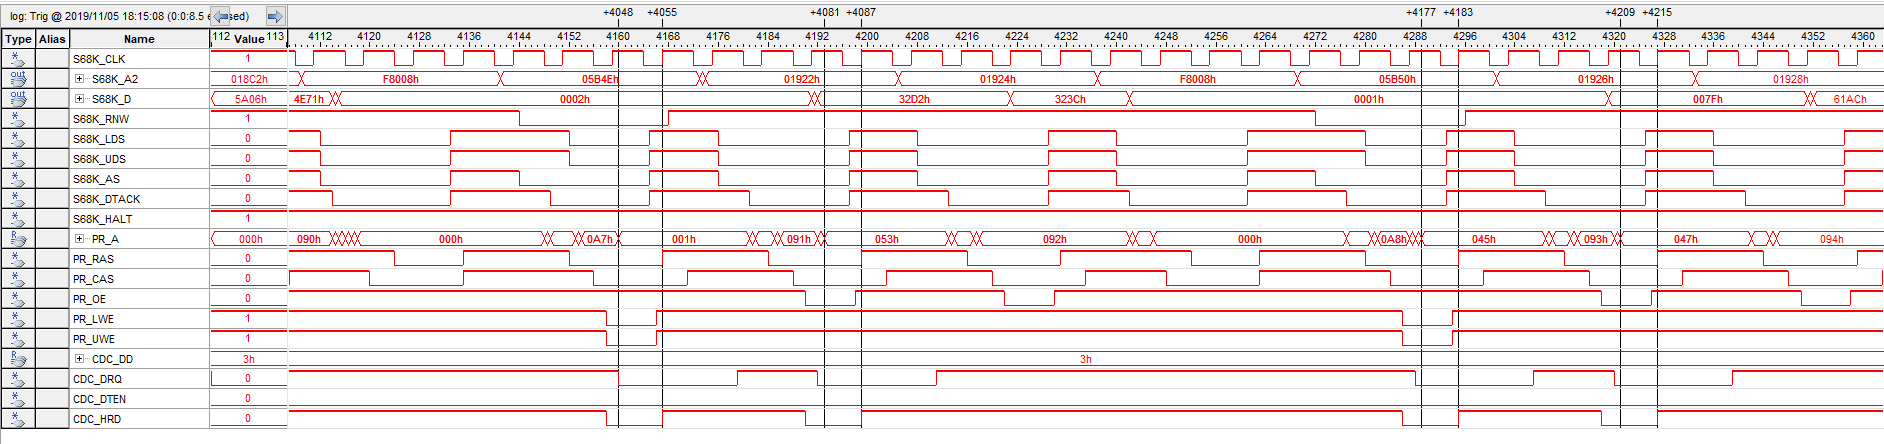 log: Trig @ 2019/11/05 18:15:08 (0:0:8.5 e sed) +4048 +4055 +4081 +4087 +4177 +4183 +4209 +4215
Type Alias Name 112 Value 113 4112 4120 4128 4136 4144 4152 4160 4168 4176 4184 4192 4200 4208 4216 4224 4232 4240 4248 4256 4264 4272 4280 4288 4296 4304 4312 4320 4328 4336 4344 4352 4360
S68K_CLK 1
out S68K_A2 018C2h F8008h 05B4Eh 01922h 01924h F8008h 05B50h 01926h 01928h
out S68K_D 5A06h 4E71h 0002h 32D2h 323Ch 0001h 007Fh 61ACh
S68K_RNW 1
S68K_LDS 0
S68K_UDS 0
S68K_AS 0
S68K_DTACK 0
S68K_HALT 1
R PR_A 000h 090h 000h 0A7h 001h 091h 053h 092h 000h 0A8h 045h 093h 047h 094h
PR_RAS 0
PR_CAS 0
PR_OE 0
PR_LWE 1
PR_UWE 1
R CDC_DD 3h 3h
CDC_DRQ 0
CDC_DTEN 0
CDC_HRD 0